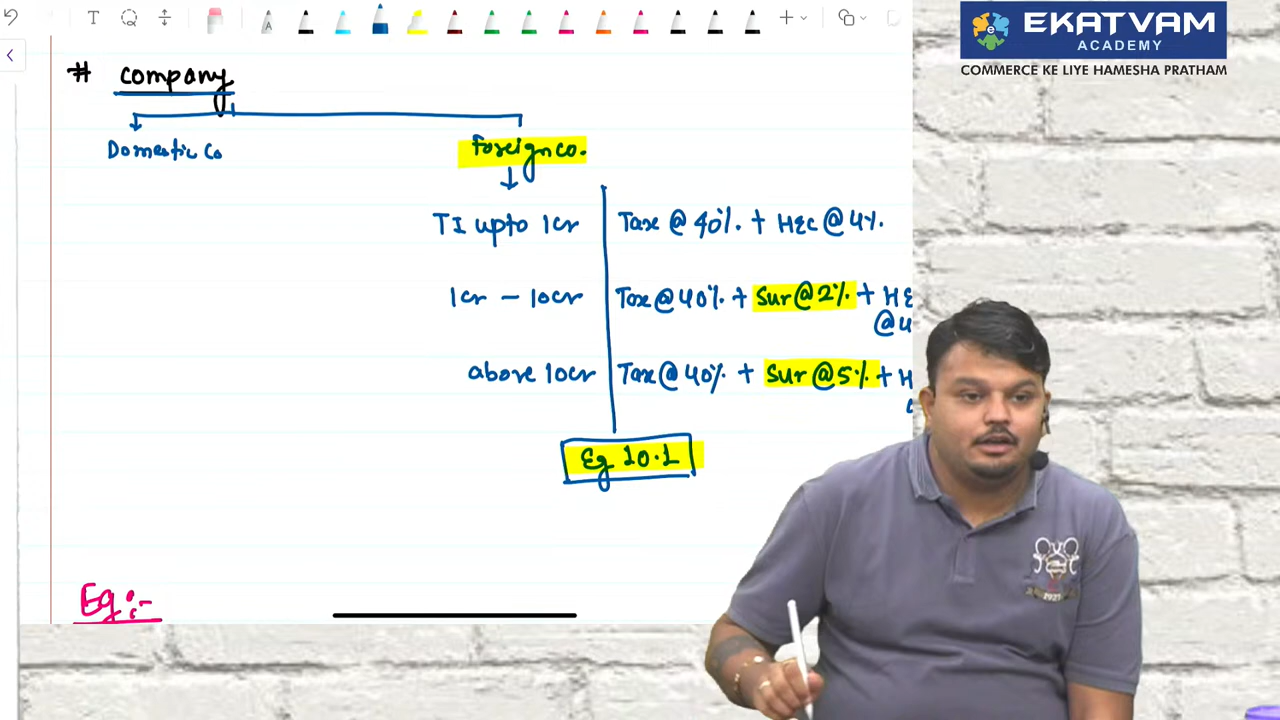 EKATVAM
ACADEMY
COMMERCE KE LIYE HAMESHA PRATHAM
# Company
Domestic Co
Foreign co.
TI upto 1cr
Tax @ 40% + HEC @ 4%.
1cr - 10cr
Tax @ 40% + Sur @ 2% + HE
@4
above 10cr
Tax @ 40% + Sur @ 5% + H
Eg 10.1
Eg:-